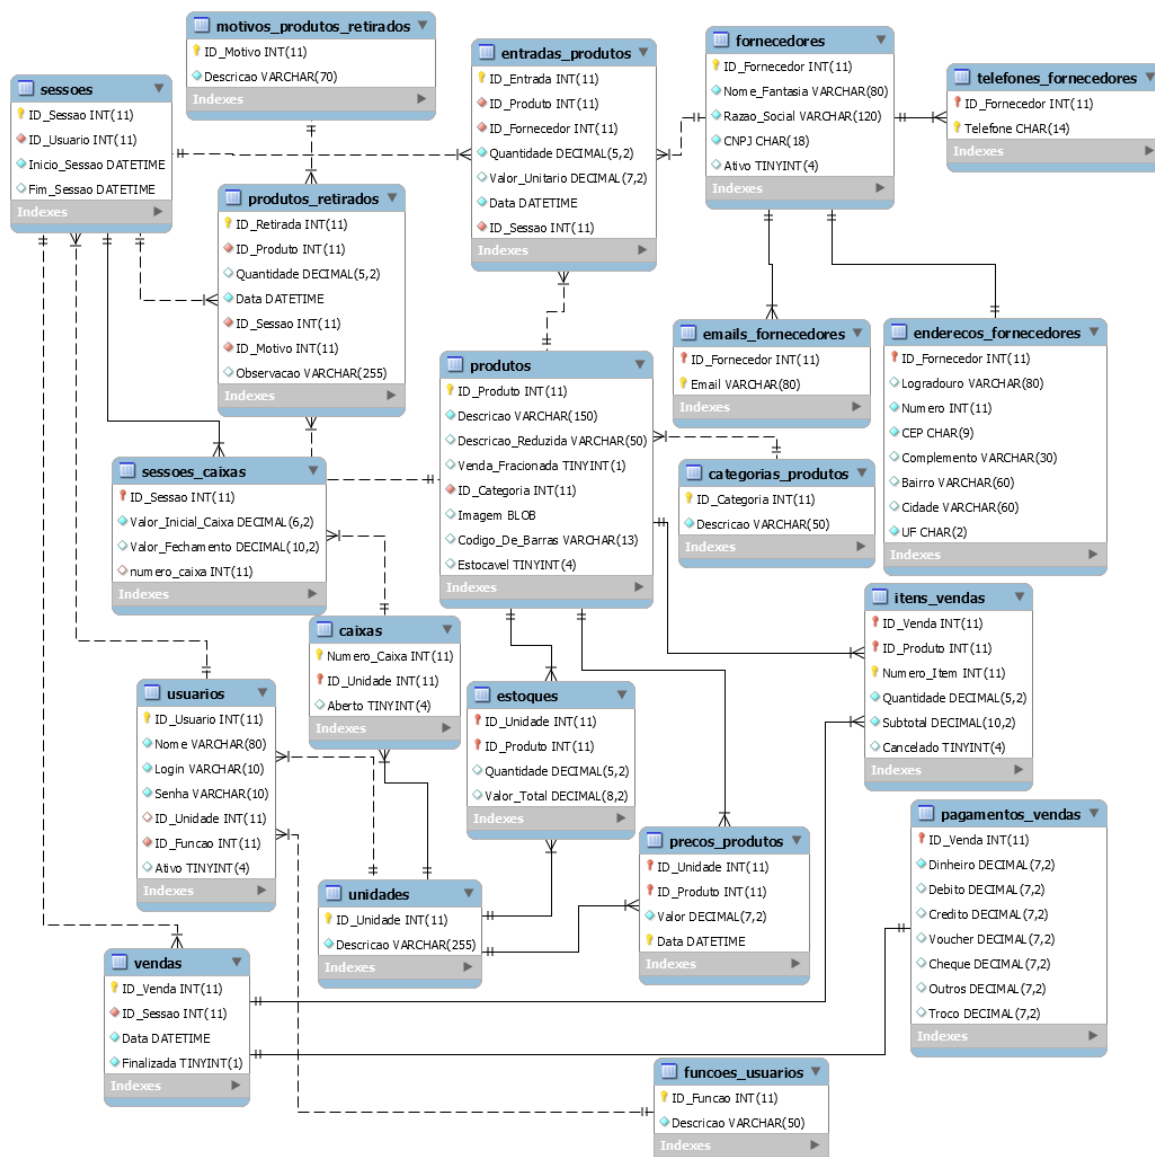 motivos_produtos_retirados
ID_Motivo INT(11)
Descricao VARCHAR(70)
Indexes
entradas_produtos
ID_Entrada INT(11)
ID_Produto INT(11)
ID_Fornecedor INT(11)
Quantidade DECIMAL(5,2)
Valor_Unitario DECIMAL(7,2)
Data DATETIME
ID_Sessao INT(11)
Indexes
fornecedores
ID_Fornecedor INT(11)
Nome_Fantasia VARCHAR(80)
Razao_Social VARCHAR(120)
CNPJ CHAR(18)
Ativo TINYINT(4)
Indexes
telefones_fornecedores
ID_Fornecedor INT(11)
Telefone CHAR(14)
Indexes
sessoes
ID_Sessao INT(11)
ID_Usuario INT(11)
Inicio_Sessao DATETIME
Fim_Sessao DATETIME
Indexes
produtos_retirados
ID_Retirada INT(11)
ID_Produto INT(11)
Quantidade DECIMAL(5,2)
Data DATETIME
ID_Sessao INT(11)
ID_Motivo INT(11)
Observacao VARCHAR(255)
Indexes
emails_fornecedores
ID_Fornecedor INT(11)
Email VARCHAR(80)
Indexes
enderecos_fornecedores
ID_Fornecedor INT(11)
Logradouro VARCHAR(80)
Numero INT(11)
CEP CHAR(9)
Complemento VARCHAR(30)
Bairro VARCHAR(60)
Cidade VARCHAR(60)
UF CHAR(2)
Indexes
produtos
ID_Produto INT(11)
Descricao VARCHAR(150)
Descricao_Reduzida VARCHAR(50)
Venda_Fracionada TINYINT(1)
ID_Categoria INT(11)
Imagem BLOB
Codigo_De_Barras VARCHAR(13)
Estocavel TINYINT(4)
Indexes
sessoes_caixas
ID_Sessao INT(11)
Valor_Inicial_Caixa DECIMAL(6,2)
Valor_Fechamento DECIMAL(10,2)
numero_caixa INT(11)
Indexes
categorias_produtos
ID_Categoria INT(11)
Descricao VARCHAR(50)
Indexes
itens_vendas
ID_Venda INT(11)
ID_Produto INT(11)
Numero_Item INT(11)
Quantidade DECIMAL(5,2)
Subtotal DECIMAL(10,2)
Cancelado TINYINT(4)
Indexes
caixas
Numero_Caixa INT(11)
ID_Unidade INT(11)
Aberto TINYINT(4)
Indexes
usuarios
ID_Usuario INT(11)
Nome VARCHAR(80)
Login VARCHAR(10)
Senha VARCHAR(10)
ID_Unidade INT(11)
ID_Funcao INT(11)
Ativo TINYINT(4)
Indexes
estoques
ID_Unidade INT(11)
ID_Produto INT(11)
Quantidade DECIMAL(5,2)
Valor_Total DECIMAL(8,2)
Indexes
pagamentos_vendas
ID_Venda INT(11)
Dinheiro DECIMAL(7,2)
Debito DECIMAL(7,2)
Credito DECIMAL(7,2)
Voucher DECIMAL(7,2)
Cheque DECIMAL(7,2)
Outros DECIMAL(7,2)
Troco DECIMAL(7,2)
Indexes
precos_produtos
ID_Unidade INT(11)
ID_Produto INT(11)
Valor DECIMAL(7,2)
Data DATETIME
Indexes
unidades
ID_Unidade INT(11)
Descricao VARCHAR(255)
Indexes
vendas
ID_Venda INT(11)
ID_Sessao INT(11)
Data DATETIME
Finalizada TINYINT(1)
Indexes
funcoes_usuarios
ID_Funcao INT(11)
Descricao VARCHAR(50)
Indexes